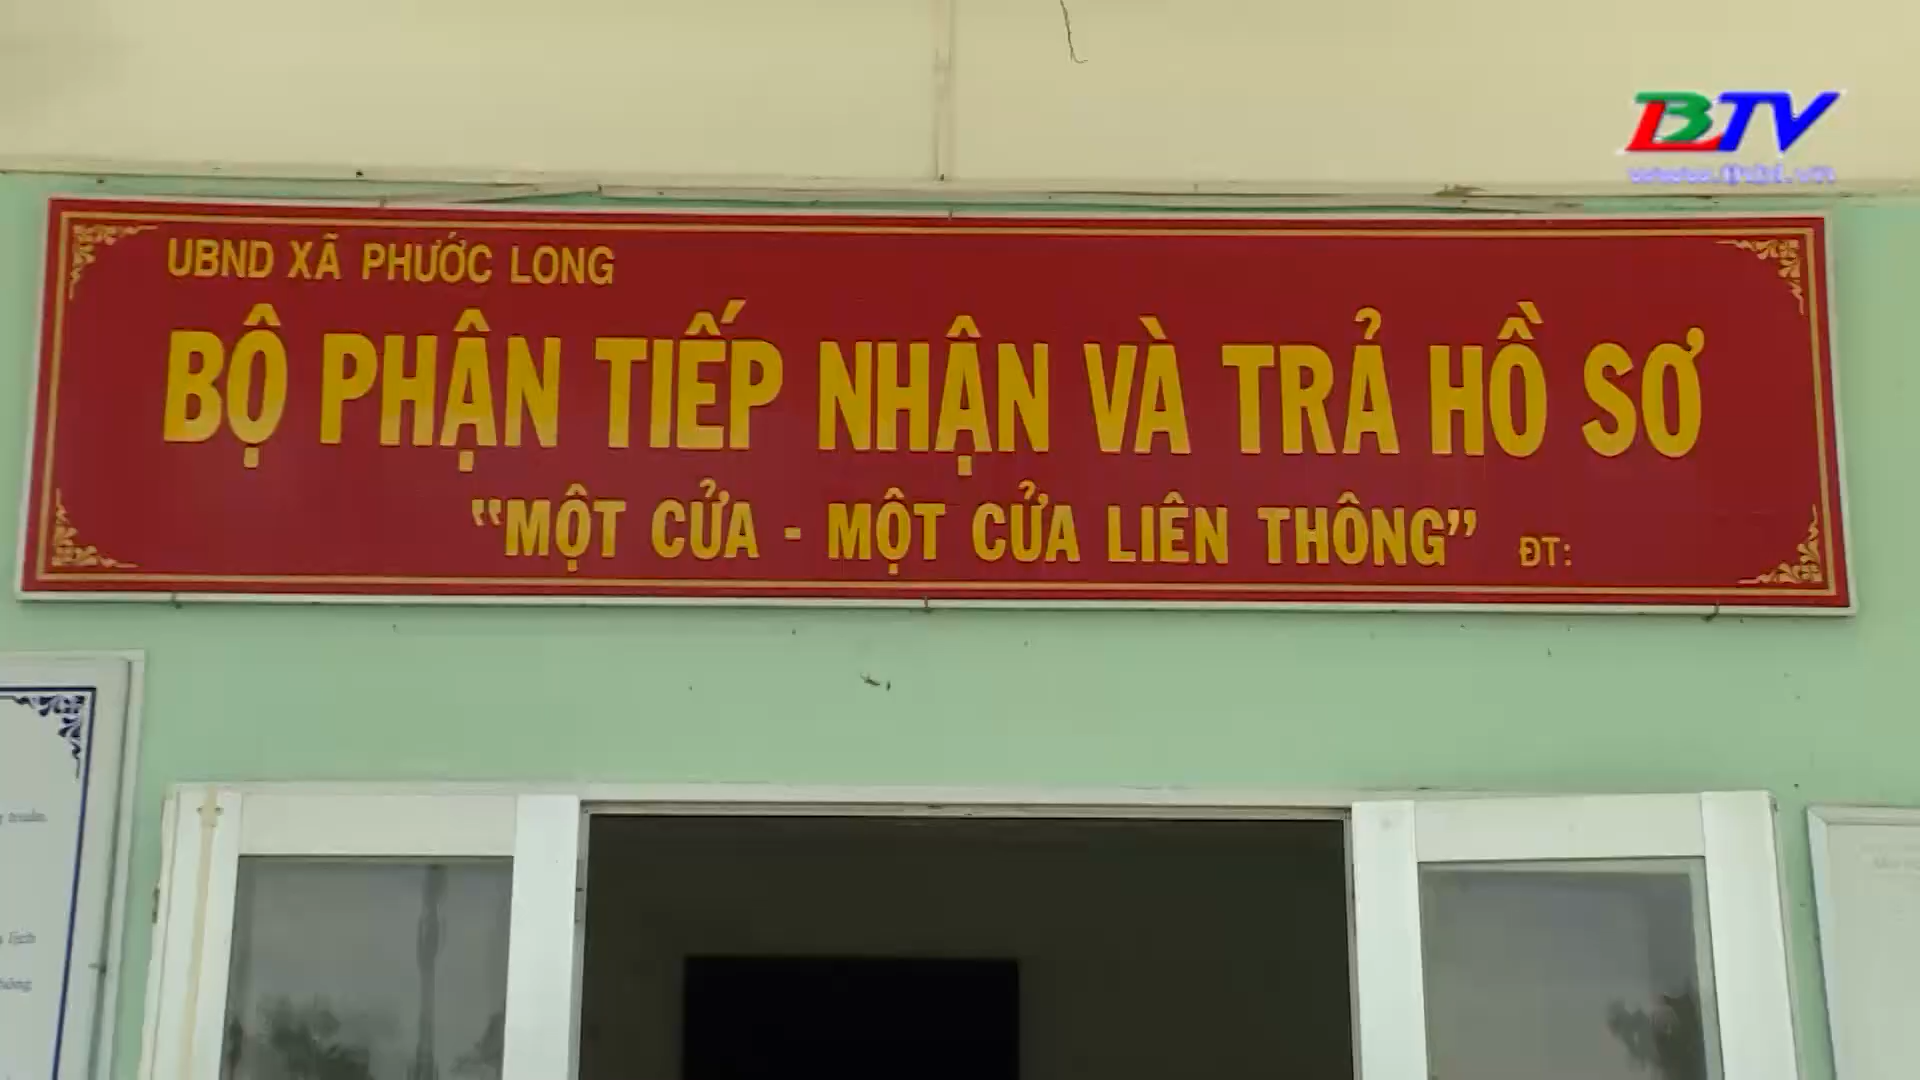 BTV
UBND XÃ PHƯỚC LONG
BỘ PHẬN TIẾP NHẬN VÀ TRẢ HỒ SƠ
"MỘT CỬA - MỘT CỬA LIÊN THÔNG" ĐT:
lịch